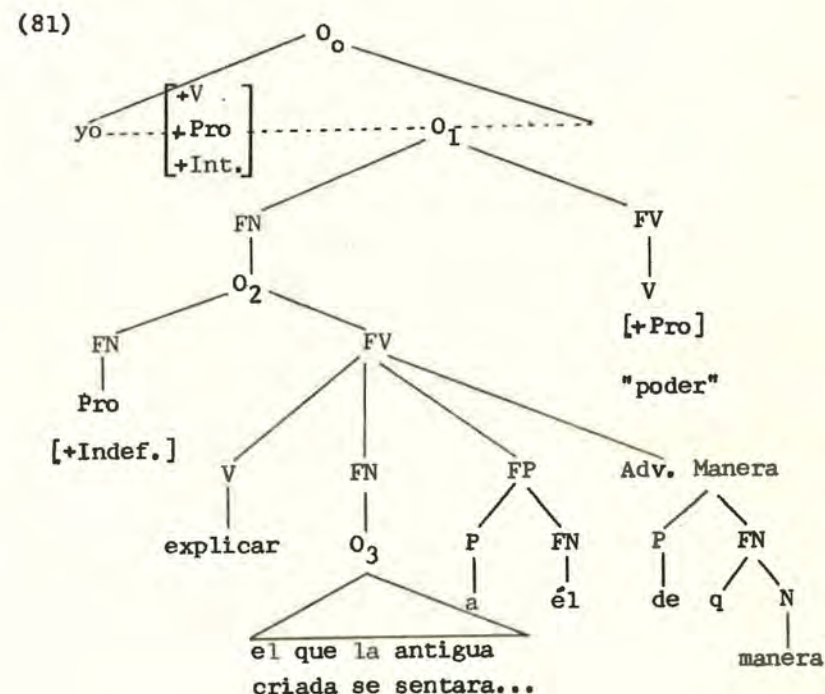 (81)
O₀
[+V
yo +Pro O₁
+Int.]
FN FV
O₂ V
[+Pro]
FN FV
Pro "poder"
[+Indef.]
V FN FP Adv. Manera
explicar O₃ P FN P FN
a él de q N
el que la antigua manera
criada se sentara...